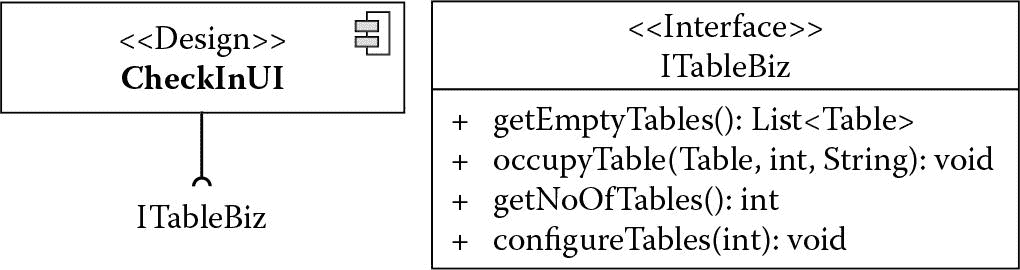 <<Design>>
CheckInUI
ITableBiz
<<Interface>>
ITableBiz
+ getEmptyTables(): List<Table>
+ occupyTable(Table, int, String): void
+ getNoOfTables(): int
+ configureTables(int): void